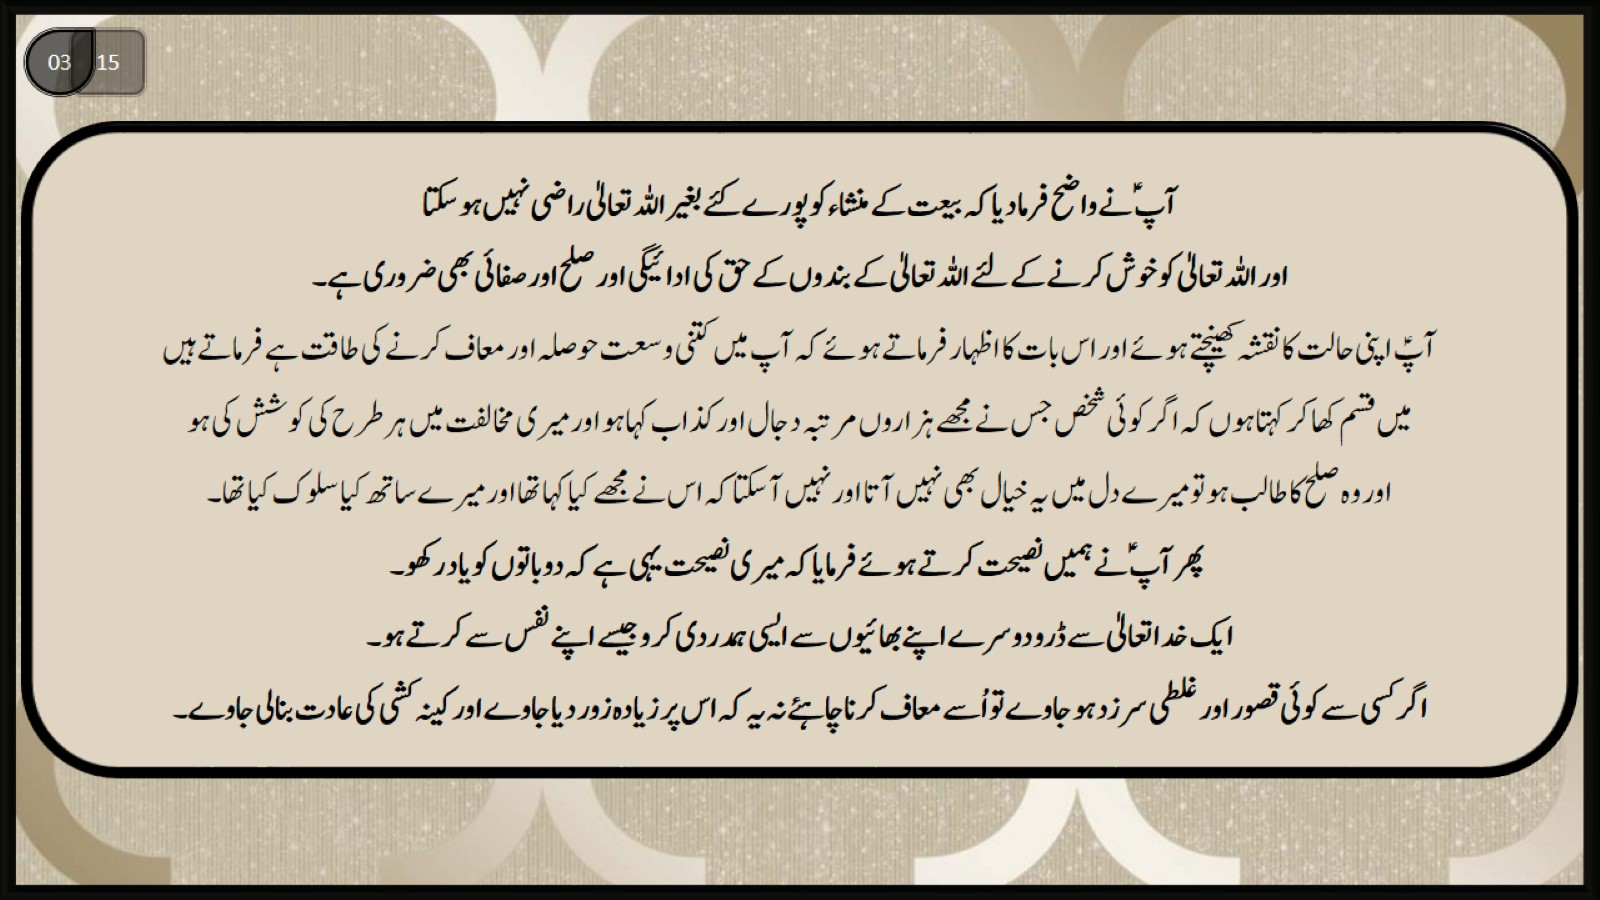 03 15
آپؑ نے واضح فرمادیا کہ بیعت کے منشاء کو پورے کئے بغیر اللہ تعالیٰ راضی نہیں ہو سکتا
اور اللہ تعالیٰ کو خوش کرنے کے لئے اللہ تعالیٰ کے بندوں کے حق کی ادائیگی اور صلح اور صفائی بھی ضروری ہے۔
آپؑ اپنی حالت کا نقشہ کھینچتے ہوئے اور اس بات کا اظہار فرماتے ہوئے کہ آپ میں کتنی وسعت حوصلہ اور معاف کرنے کی طاقت ہے فرماتے ہیں
میں قسم کھا کر کہتا ہوں کہ اگر کوئی شخص جس نے مجھے ہزاروں مرتبہ دجال اور کذاب کہا ہو اور میری مخالفت میں ہر طرح کی کوشش کی ہو
اور وہ صلح کا طالب ہو تو میرے دل میں یہ خیال بھی نہیں آتا اور نہیں آسکتا کہ اس نے مجھے کیا کہا تھا اور میرے ساتھ کیا سلوک کیا تھا۔
پھر آپؑ نے ہمیں نصیحت کرتے ہوئے فرمایا کہ میری نصیحت یہی ہے کہ دو باتوں کو یاد رکھو۔
ایک خدا تعالیٰ سے ڈرو دوسرے اپنے بھائیوں سے ایسی ہمدردی کرو جیسے اپنے نفس سے کرتے ہو۔
اگر کسی سے کوئی قصور اور غلطی سرزد ہو جاوے تو اُسے معاف کرنا چاہئے نہ یہ کہ اس پر زیادہ زور دیا جاوے اور کینہ کشی کی عادت بنالی جاوے۔